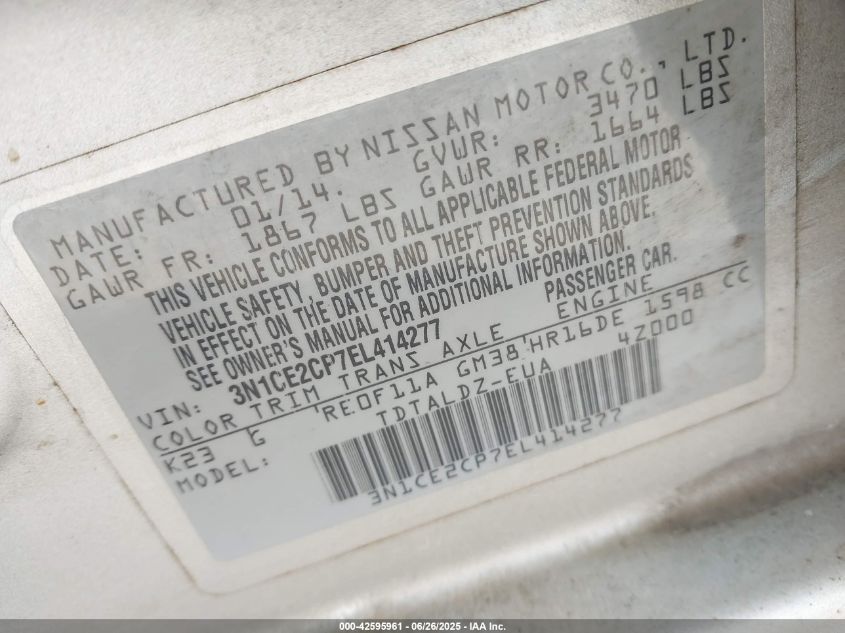 MANUFACTURED BY NISSAN MOTOR CO., LTD.
DATE: 01/14. GVWR: 3470 LBS
GAWR FR: 1867 LBS GAWR RR: 1664 LBS
THIS VEHICLE CONFORMS TO ALL APPLICABLE FEDERAL MOTOR
VEHICLE SAFETY, BUMPER AND THEFT PREVENTION STANDARDS
IN EFFECT ON THE DATE OF MANUFACTURE SHOWN ABOVE.
SEE OWNER'S MANUAL FOR ADDITIONAL INFORMATION.
VIN: 3N1CE2CP7EL414277 PASSENGER CAR.
COLOR TRIM TRANS AXLE ENGINE
K23 G RE0F11A GM38 HR16DE 1598 CC
MODEL: TDTALDZ-EUA 4Z000
3N1CE2CP7EL414277
000-42595961 - 06/26/2025 - IAA Inc.